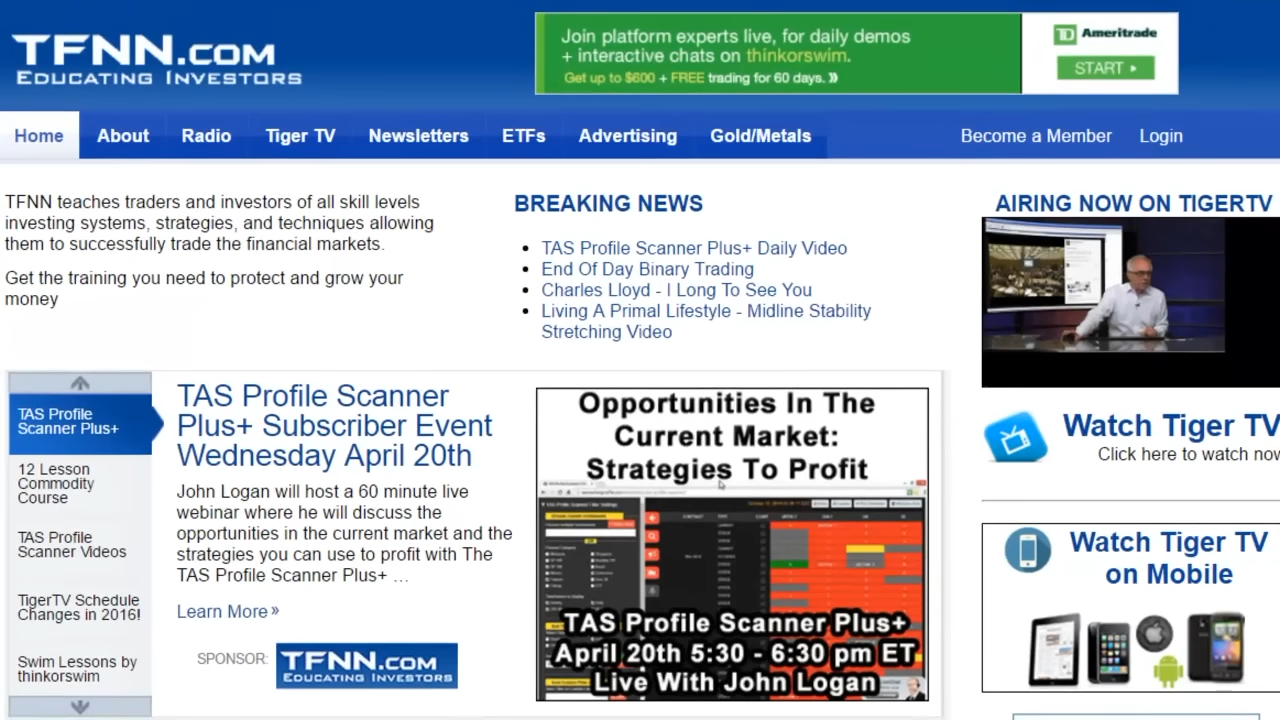 TFNN.COM
EDUCATING INVESTORS
Join platform experts live, for daily demos
+ interactive chats on thinkorswim.
Get up to $600 + FREE trading for 60 days. »
TD Ameritrade
START
Home
About
Radio
Tiger TV
Newsletters
ETFs
Advertising
Gold/Metals
Become a Member
Login
TFNN teaches traders and investors of all skill levels
investing systems, strategies, and techniques allowing
them to successfully trade the financial markets.
Get the training you need to protect and grow your
money
BREAKING NEWS
TAS Profile Scanner Plus+ Daily Video
End Of Day Binary Trading
Charles Lloyd - I Long To See You
Living A Primal Lifestyle - Midline Stability
Stretching Video
AIRING NOW ON TIGERTV
TAS Profile
Scanner Plus+
12 Lesson
Commodity
Course
TAS Profile
Scanner Videos
TigerTV Schedule
Changes in 2016!
Swim Lessons by
thinkorswim
TAS Profile Scanner
Plus+ Subscriber Event
Wednesday April 20th
John Logan will host a 60 minute live
webinar where he will discuss the
opportunities in the current market and the
strategies you can use to profit with The
TAS Profile Scanner Plus+ …
Learn More »
SPONSOR:
TFNN.COM
EDUCATING INVESTORS
Opportunities In The
Current Market:
Strategies To Profit
TAS Profile Scanner Plus+
April 20th 5:30 - 6:30 pm ET
Live With John Logan
Watch Tiger TV
Click here to watch now
Watch Tiger TV
on Mobile